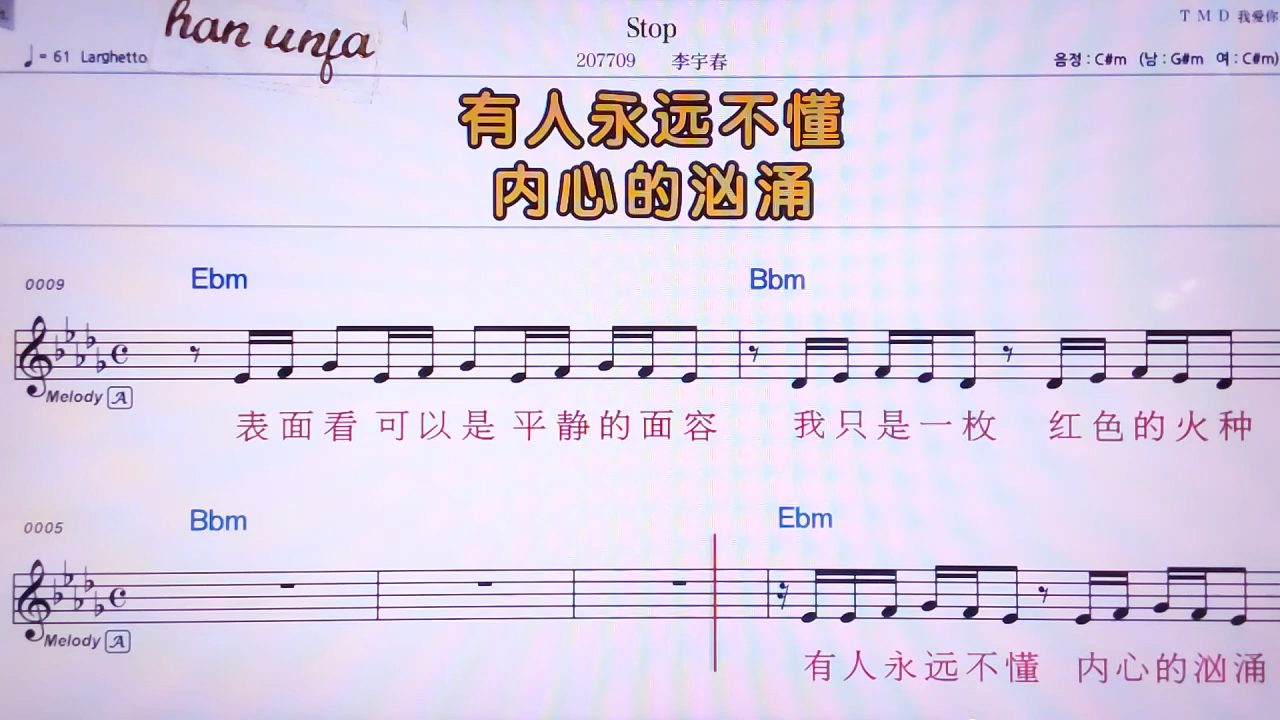 han unfa
Stop
TMD 我爱你
♩= 61 Larghetto
207709 李宇春
음정 : C#m (남 : G#m 여 : C#m)
有人永远不懂
内心的汹涌
0009
Ebm Bbm
Melody A
表面看 可以是 平静的面容 我只是一枚 红色的火种
0005
Bbm Ebm
Melody A
有人永远不懂 内心的汹涌